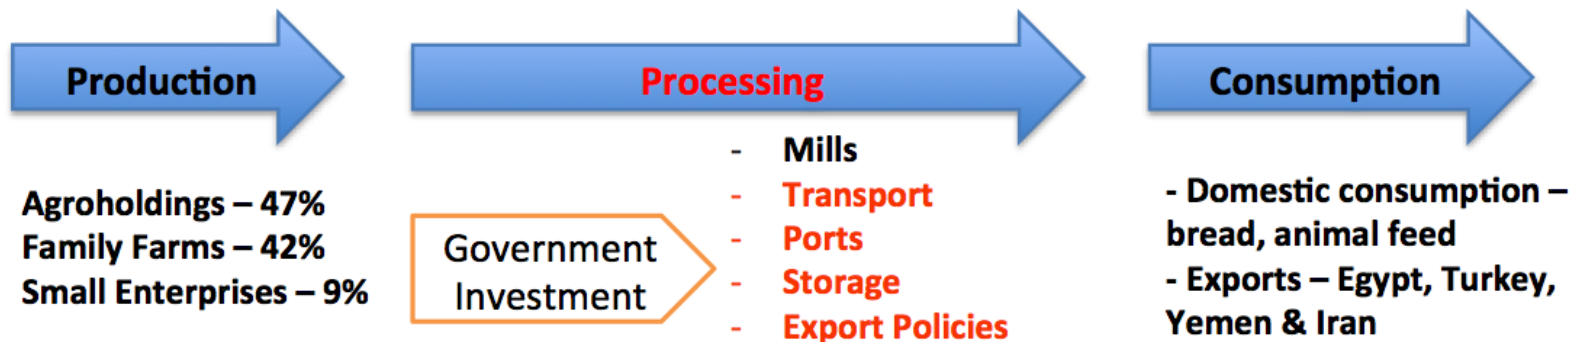 Production
Agroholdings – 47%
Family Farms – 42%
Small Enterprises – 9%
Processing
Government
Investment
- Mills
- Transport
- Ports
- Storage
- Export Policies
Consumption
- Domestic consumption –
bread, animal feed
- Exports – Egypt, Turkey,
Yemen & Iran